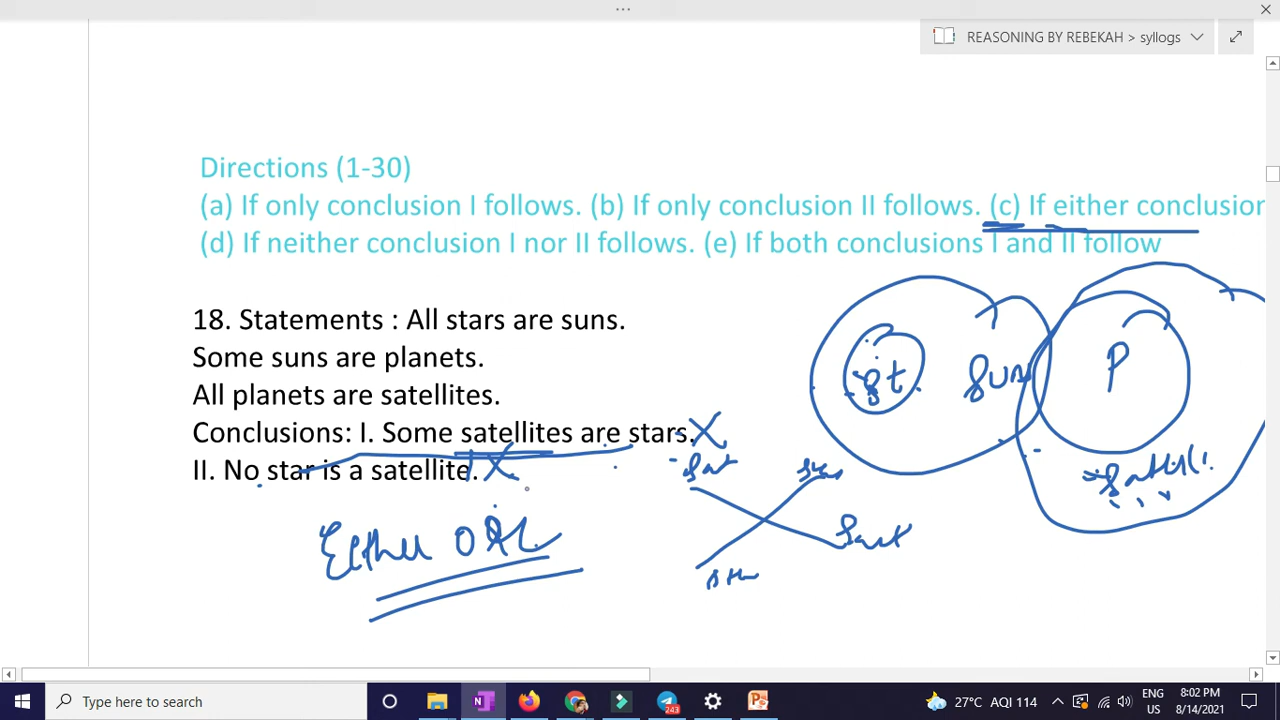 REASONING BY REBEKAH > syllogs
Directions (1-30)
(a) If only conclusion I follows. (b) If only conclusion II follows. (c) If either conclusion
(d) If neither conclusion I nor II follows. (e) If both conclusions I and II follow
18. Statements : All stars are suns.
Some suns are planets.
All planets are satellites.
Conclusions: I. Some satellites are stars. X
II. No star is a satellite. X
st sun P
Sat
Either OR
Type here to search
243
27°C AQI 114
ENG
US
8:02 PM
8/14/2021